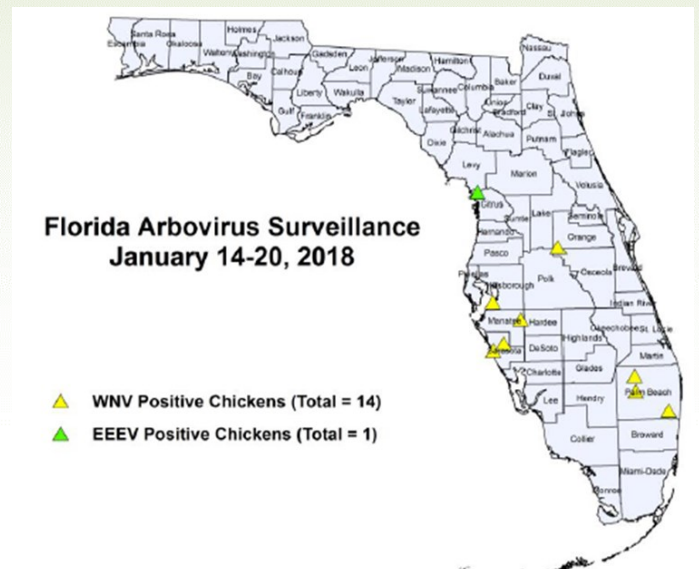 Nassau
Holmes
Jackson
Santa Rosa
Escambia
Okaloosa
Walton
Washington
Gadsden
Jefferson
Hamilton
Madison
Leon
Duval
Bay
Calhoun
Liberty
Wakulla
Taylor
Suwannee
Columbia
Baker
Gulf
Franklin
Lafayette
Union
Bradford
Clay
St. Johns
Dixie
Gilchrist
Alachua
Putnam
Flagler
Levy
Marion
Volusia
Citrus
Lake
Seminole
Florida Arbovirus Surveillance
January 14-20, 2018
Hernando
Orange
Pasco
Polk
Osceola
Brevard
Indian River
Manatee
Hardee
Highlands
Okeechobee
St. Lucie
DeSoto
Martin
Charlotte
Glades
Palm Beach
Lee
Hendry
WNV Positive Chickens (Total = 14)
EEEV Positive Chickens (Total = 1)
Broward
Collier
Miami-Dade
Monroe